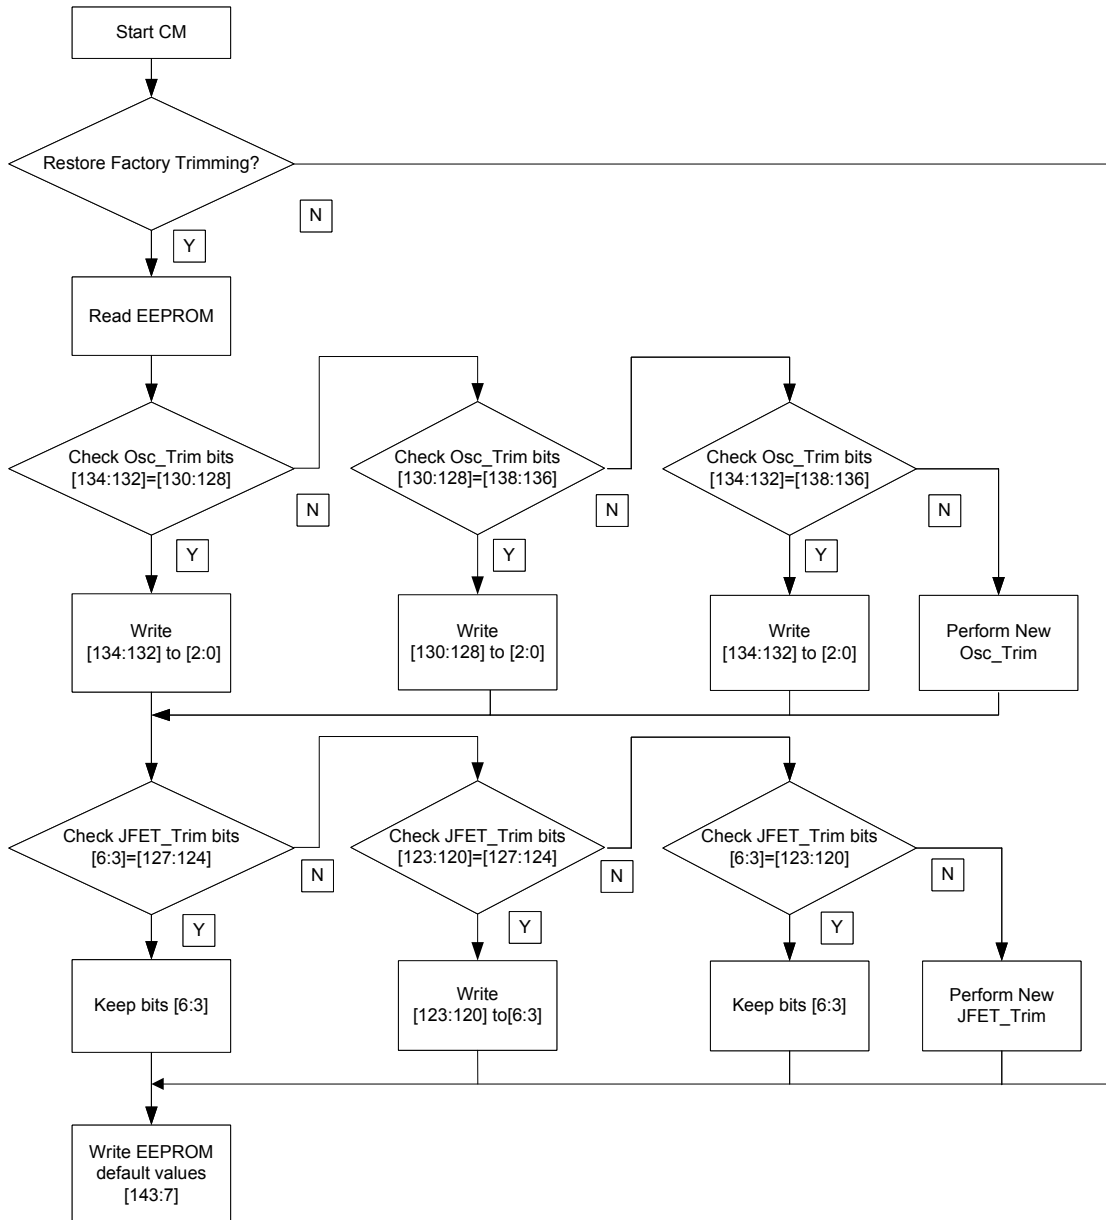 Start CM
Restore Factory Trimming?
N
Y
Read EEPROM
Check Osc_Trim bits
[134:132]=[130:128]
Check Osc_Trim bits
[130:128]=[138:136]
Check Osc_Trim bits
[134:132]=[138:136]
N
N
N
Y
Y
Y
Write
[134:132] to [2:0]
Write
[130:128] to [2:0]
Write
[134:132] to [2:0]
Perform New
Osc_Trim
Check JFET_Trim bits
[6:3]=[127:124]
Check JFET_Trim bits
[123:120]=[127:124]
Check JFET_Trim bits
[6:3]=[123:120]
N
N
N
Y
Y
Y
Keep bits [6:3]
Write
[123:120] to[6:3]
Keep bits [6:3]
Perform New
JFET_Trim
Write EEPROM
default values
[143:7]